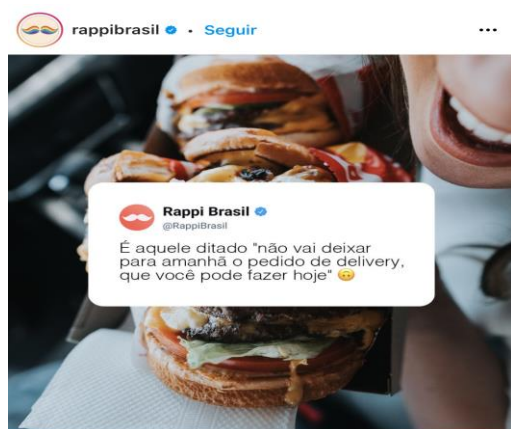 rappibrasil • Seguir
Rappi Brasil
@RappiBrasil
É aquele ditado "não vai deixar
para amanhã o pedido de delivery,
que você pode fazer hoje" 🙃